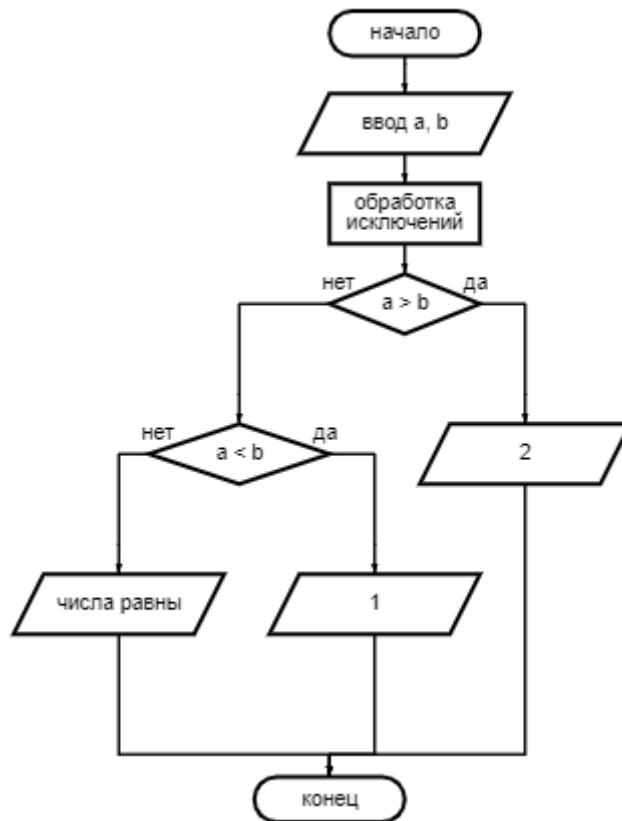 начало
ввод a, b
обработка
исключений
нет
да
a > b
нет
да
a < b
2
числа равны
1
конец